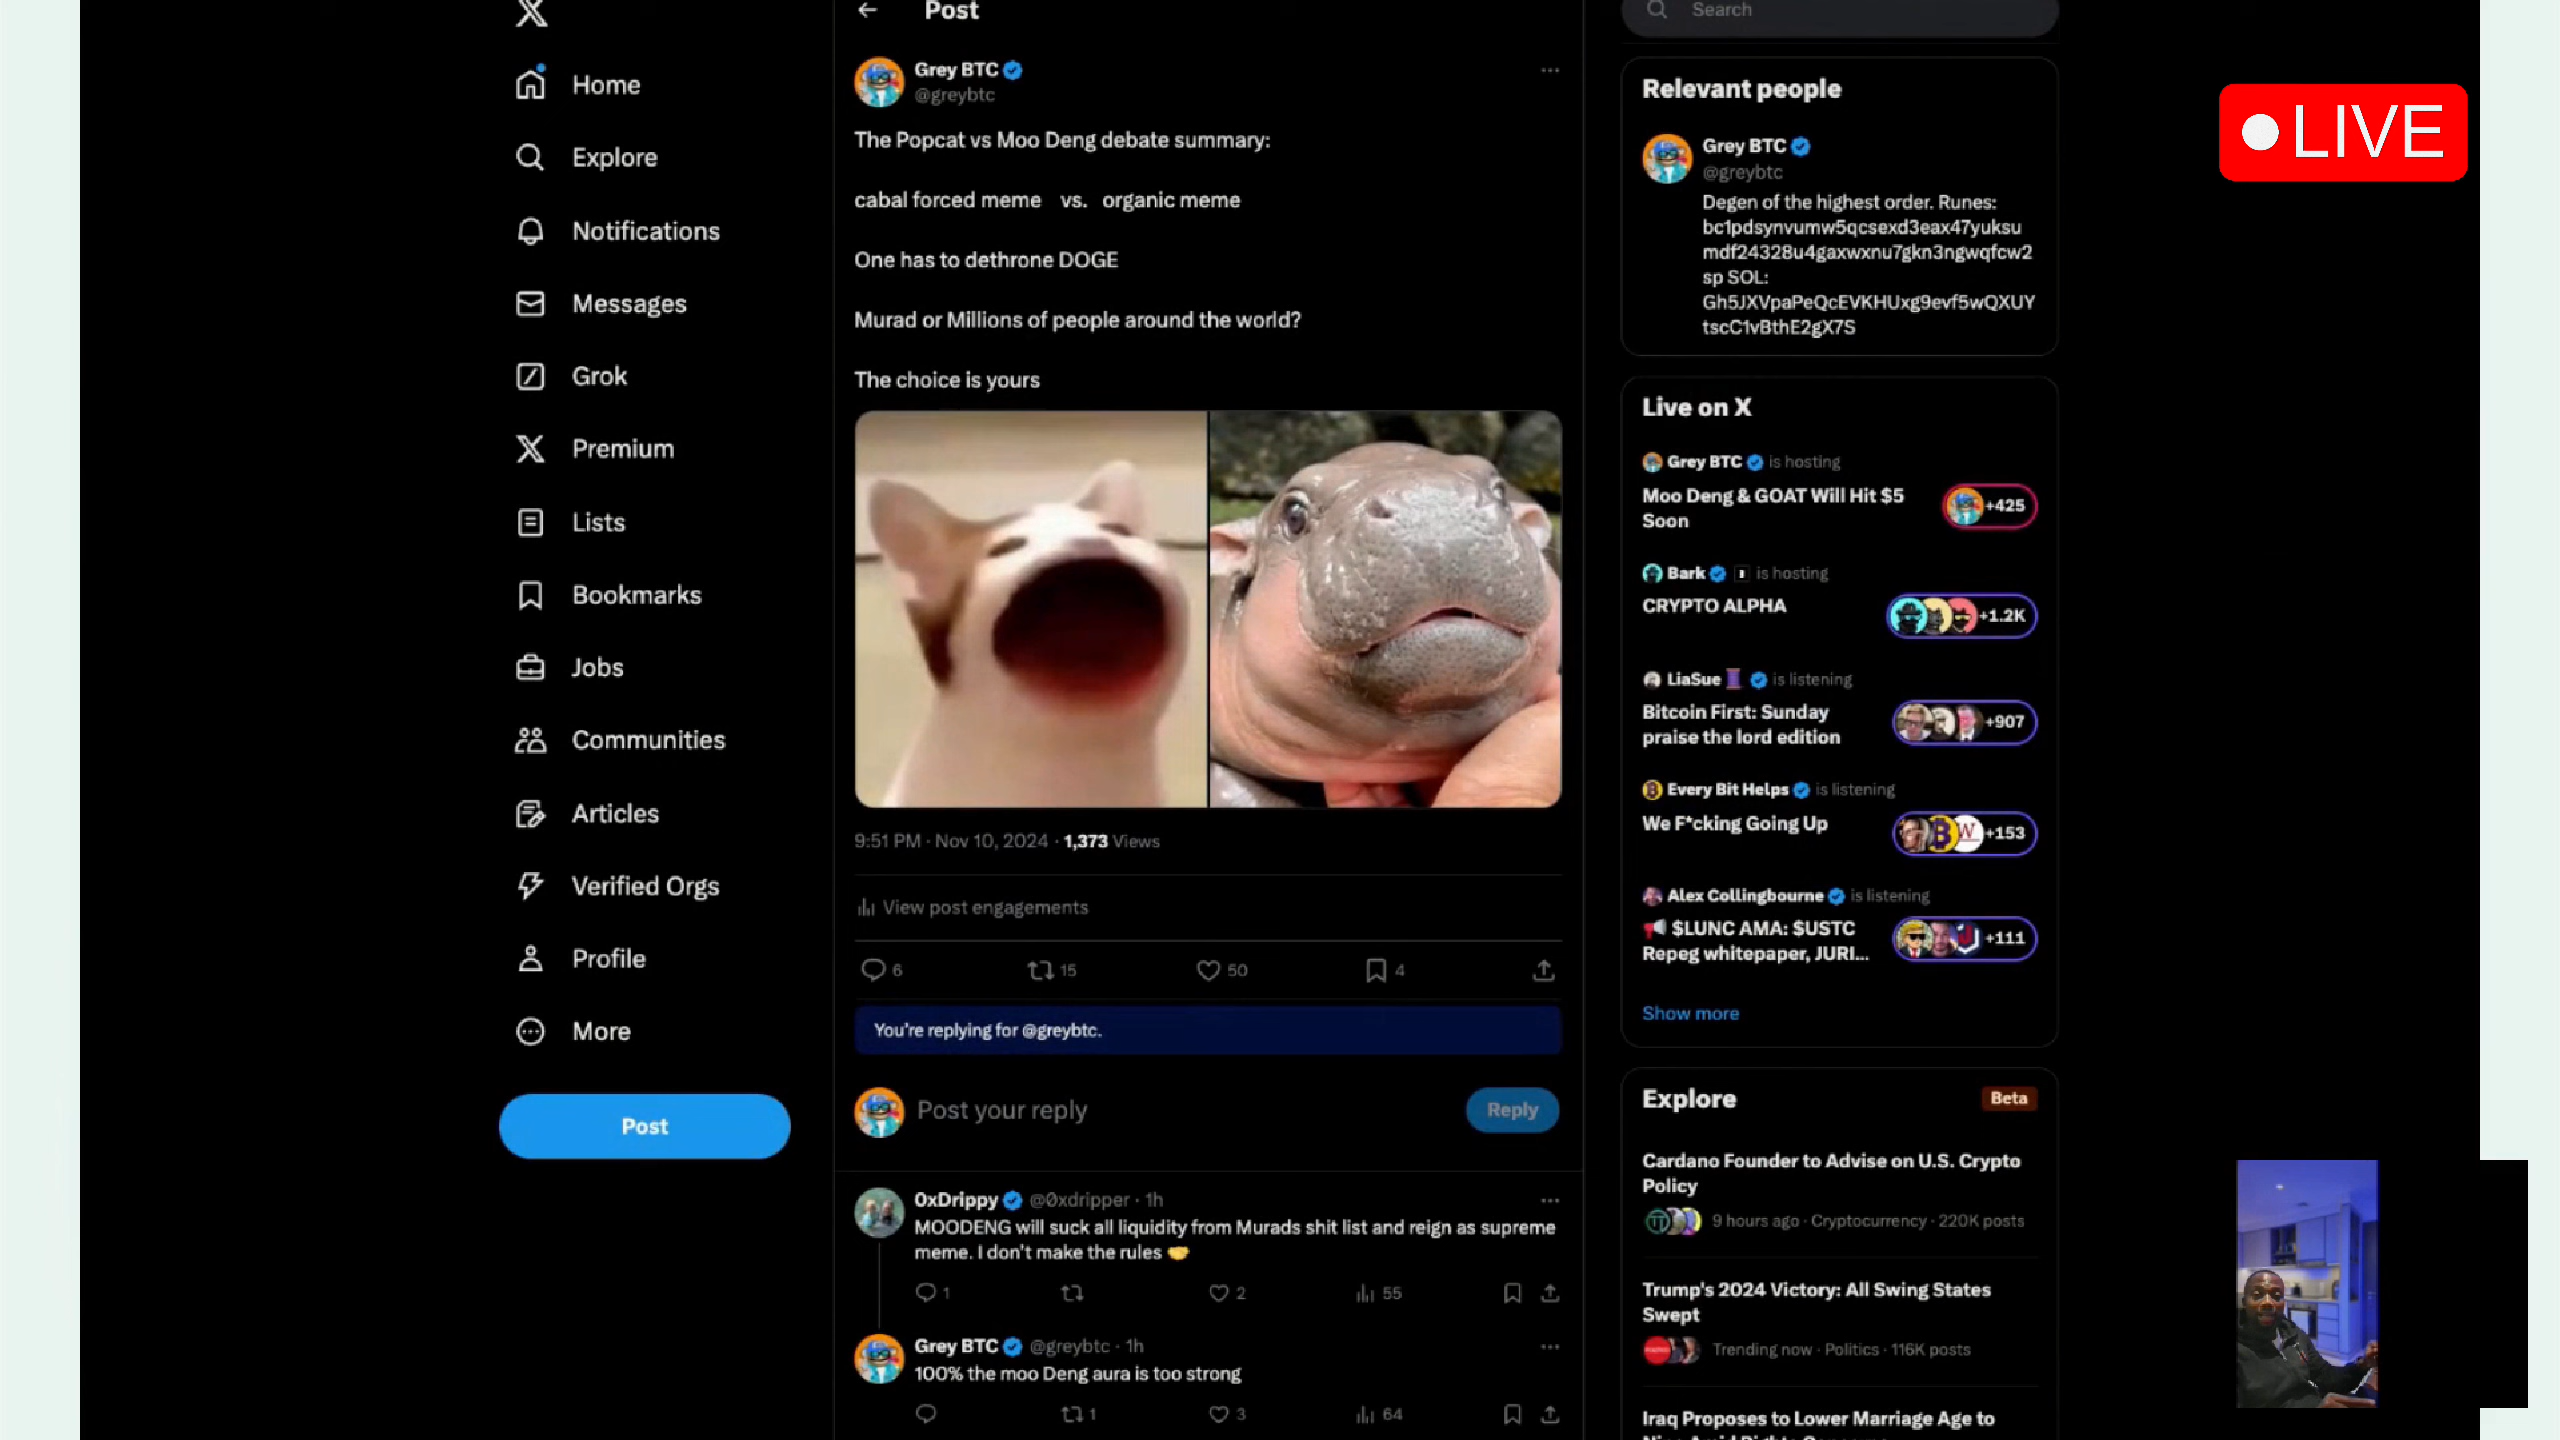 Home
Explore
Notifications
Messages
Grok
Premium
Lists
Bookmarks
Jobs
Communities
Articles
Verified Orgs
Profile
More
Post
Post
Grey BTC
@greybtc
The Popcat vs Moo Deng debate summary:
cabal forced meme vs. organic meme
One has to dethrone DOGE
Murad or Millions of people around the world?
The choice is yours
9:51 PM · Nov 10, 2024 · 1,373 Views
View post engagements
6 15 50 4
You're replying for @greybtc.
Post your reply
Reply
0xDrippy @0xdripper · 1h
MOODENG will suck all liquidity from Murads shit list and reign as supreme
meme. I don't make the rules 🤝
1 2 55
Grey BTC @greybtc · 1h
100% the moo Deng aura is too strong
1 3 64
Search
Relevant people
Grey BTC
@greybtc
Degen of the highest order. Runes:
bc1pdsynvumw5qcsexd3eax47yuksu
mdf24328u4gaxwxnu7gkn3ngwqfcw2
sp SOL:
Gh5JXVpaPeQcEVKHUxg9evf5wQXUY
tscC1vBthE2gX7S
Live on X
Grey BTC is hosting
Moo Deng & GOAT Will Hit $5
Soon
+425
Bark is hosting
CRYPTO ALPHA
+1.2K
LiaSue is listening
Bitcoin First: Sunday
praise the lord edition
+907
Every Bit Helps is listening
We F*cking Going Up
+153
Alex Collingbourne is listening
📢 $LUNC AMA: $USTC
Repeg whitepaper, JURI...
+111
Show more
Explore
Beta
Cardano Founder to Advise on U.S. Crypto
Policy
9 hours ago · Cryptocurrency · 220K posts
Trump's 2024 Victory: All Swing States
Swept
Trending now · Politics · 116K posts
Iraq Proposes to Lower Marriage Age to
LIVE